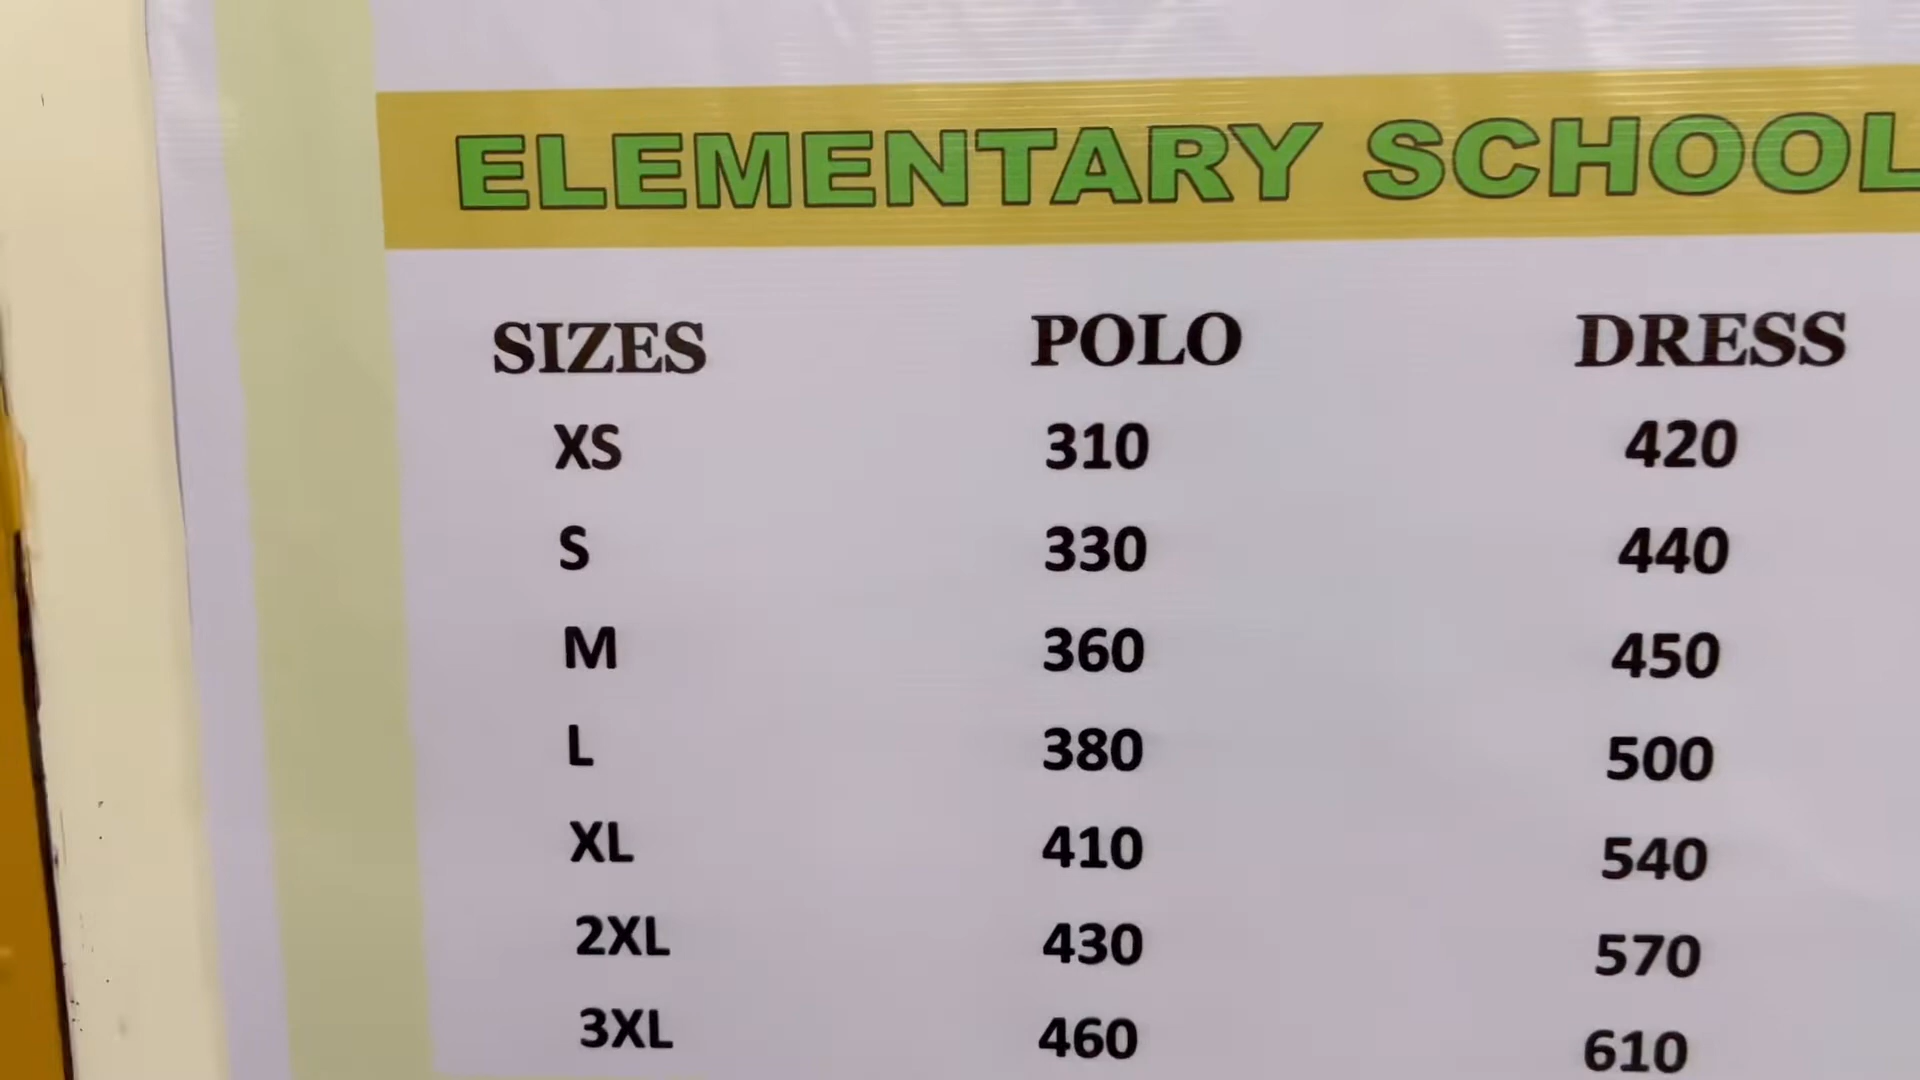 ELEMENTARY SCHOOL
SIZES POLO DRESS
XS 310 420
S 330 440
M 360 450
L 380 500
XL 410 540
2XL 430 570
3XL 460 610